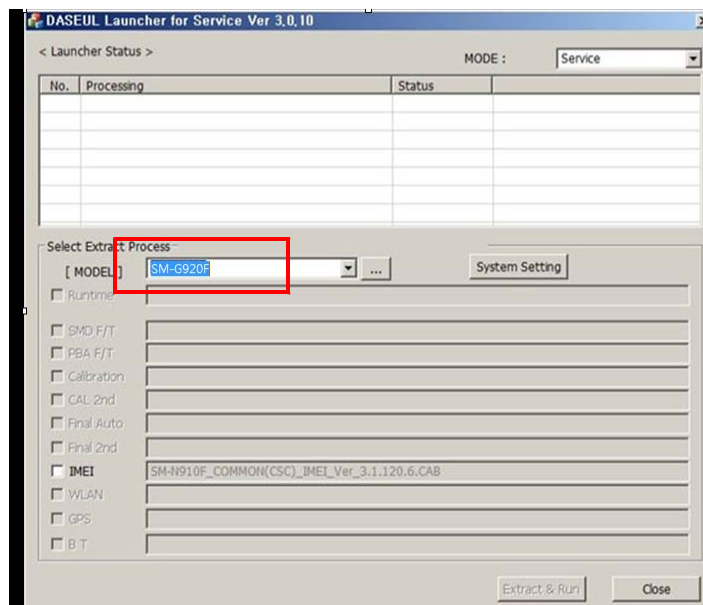 DASEUL Launcher for Service Ver 3.0.10
< Launcher Status >
MODE : Service
No. Processing Status
Select Extract Process
[ MODEL ] SM-G920F ... System Setting
Runtime
SMD F/T
PBA F/T
Calibration
CAL 2nd
Final Auto
Final 2nd
IMEI SM-N910F_COMMON(CSC)_IMEI_Ver_3.1.120.6.CAB
WLAN
GPS
B T
Extract & Run Close